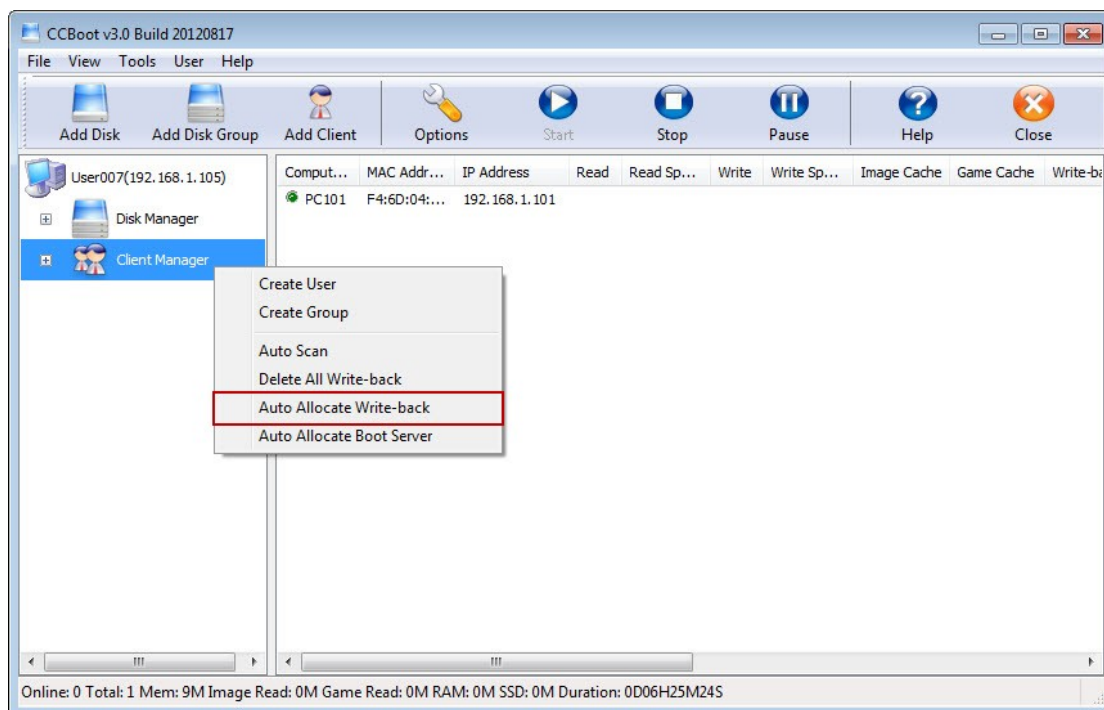 CCBoot v3.0 Build 20120817
File View Tools User Help
Add Disk Add Disk Group Add Client Options Start Stop Pause Help Close
User007(192.168.1.105)
Disk Manager
Client Manager
Comput... MAC Addr... IP Address Read Read Sp... Write Write Sp... Image Cache Game Cache Write-ba
PC101 F4:6D:04:... 192.168.1.101
Create User
Create Group
Auto Scan
Delete All Write-back
Auto Allocate Write-back
Auto Allocate Boot Server
Online: 0 Total: 1 Mem: 9M Image Read: 0M Game Read: 0M RAM: 0M SSD: 0M Duration: 0D06H25M24S